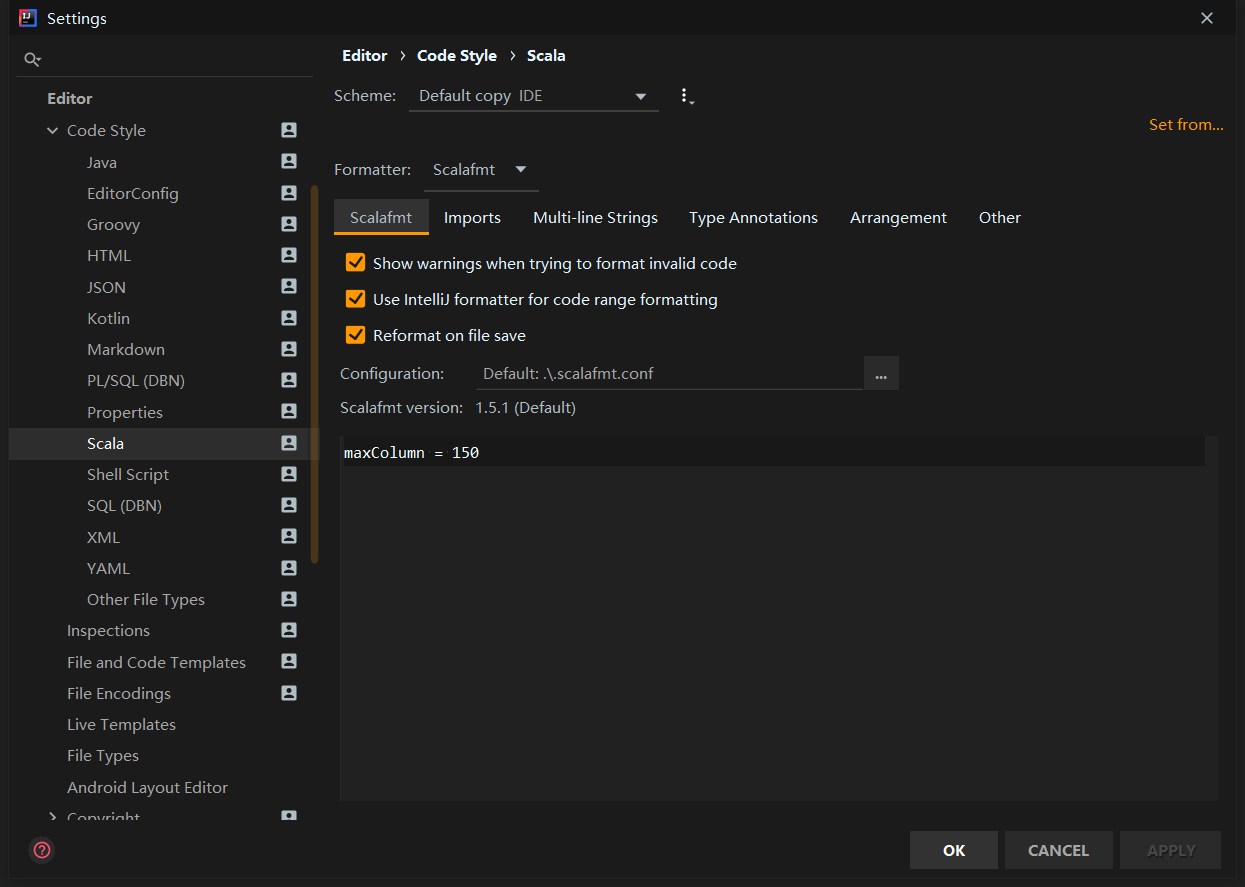 Settings
Editor
Code Style
Java
EditorConfig
Groovy
HTML
JSON
Kotlin
Markdown
PL/SQL (DBN)
Properties
Scala
Shell Script
SQL (DBN)
XML
YAML
Other File Types
Inspections
File and Code Templates
File Encodings
Live Templates
File Types
Android Layout Editor
Copyright
Editor › Code Style › Scala
Scheme: Default copy IDE
Set from...
Formatter: Scalafmt
Scalafmt Imports Multi-line Strings Type Annotations Arrangement Other
Show warnings when trying to format invalid code
Use IntelliJ formatter for code range formatting
Reformat on file save
Configuration: Default: .\.scalafmt.conf ...
Scalafmt version: 1.5.1 (Default)
maxColumn = 150
? OK CANCEL APPLY